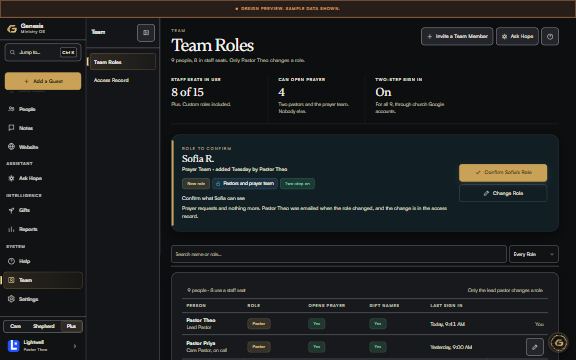 DESIGN PREVIEW. SAMPLE DATA SHOWN.
Genesis
Ministry OS
Jump to...
Ctrl K
+ Add a Guest
People
Notes
Website
ASSISTANT
Ask Hope
INTELLIGENCE
Gifts
Reports
SYSTEM
Help
Team
Settings
Care
Shepherd
Plus
Lightwell
Pastor Theo
Team
Team Roles
Access Record
TEAM
Team Roles
9 people, 8 in staff seats. Only Pastor Theo changes a role.
+ Invite a Team Member
Ask Hope
STAFF SEATS IN USE
8 of 15
Plus. Custom roles included.
CAN OPEN PRAYER
4
Two pastors and the prayer team. Nobody else.
TWO-STEP SIGN IN
On
For all 9, through church Google accounts.
ROLE TO CONFIRM
Sofia R.
Prayer Team • added Tuesday by Pastor Theo
New role
Pastors and prayer team
Two step on
Confirm what Sofia can see
Prayer requests and nothing more. Pastor Theo was emailed when the role changed, and the change is in the access record.
Confirm Sofia's Role
Change Role
Search name or role...
Every Role
9 people • 8 use a staff seat
Only the lead pastor changes a role
PERSON
ROLE
OPENS PRAYER
GIFT NAMES
LAST SIGN IN
Pastor Theo
Lead Pastor
Pastor
Yes
Yes
Today, 9:41 AM
You
Pastor Priya
Care Pastor, on call
Pastor
Yes
Yes
Yesterday, 9:00 AM